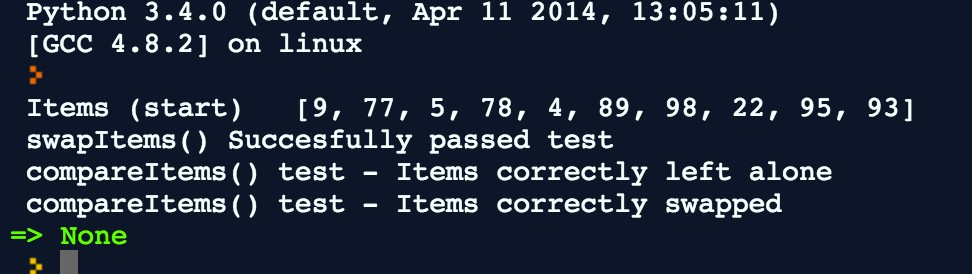 Python 3.4.0 (default, Apr 11 2014, 13:05:11)
[GCC 4.8.2] on linux
Items (start)   [9, 77, 5, 78, 4, 89, 98, 22, 95, 93]
swapItems() Succesfully passed test
compareItems() test – Items correctly left alone
compareItems() test – Items correctly swapped
=> None